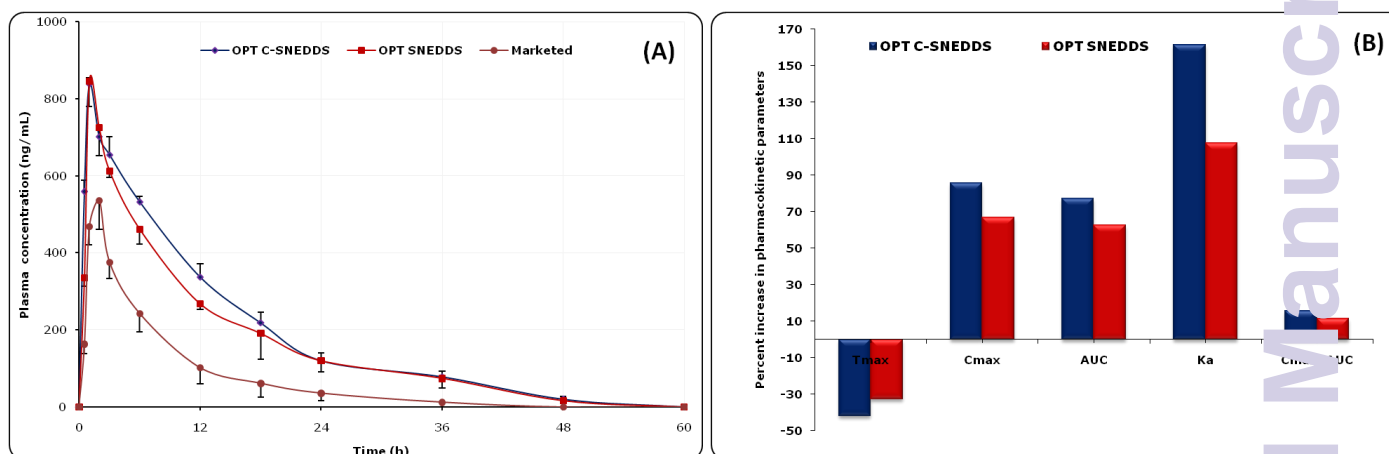 (A)
OPT C-SNEDDS OPT SNEDDS Marketed
Plasma concentration (ng/mL)
1000
800
600
400
200
0
0 12 24 36 48 60
Time (h)
(B)
OPT C-SNEDDS OPT SNEDDS
Percent increase in pharmacokinetic parameters
170
150
130
110
90
70
50
30
10
-10
-30
-50
Tmax Cmax AUC Ka
Manuscr